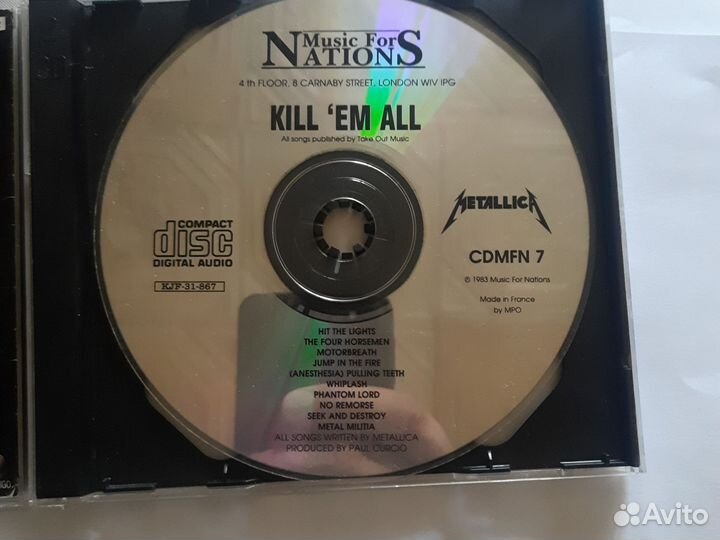 Music For
NATIONS
4 th FLOOR, 8 CARNABY STREET, LONDON WIV IPG
KILL 'EM ALL
All songs published by Take Out Music
METALLICA
COMPACT
disc
DIGITAL AUDIO
CDMFN 7
KJF-31-867
℗ 1983 Music For Nations
Made in France
by MPO
HIT THE LIGHTS
THE FOUR HORSEMEN
MOTORBREATH
JUMP IN THE FIRE
(ANESTHESIA) PULLING TEETH
WHIPLASH
PHANTOM LORD
NO REMORSE
SEEK AND DESTROY
METAL MILITIA
ALL SONGS WRITTEN BY METALLICA
PRODUCED BY PAUL CURCIO
Avito